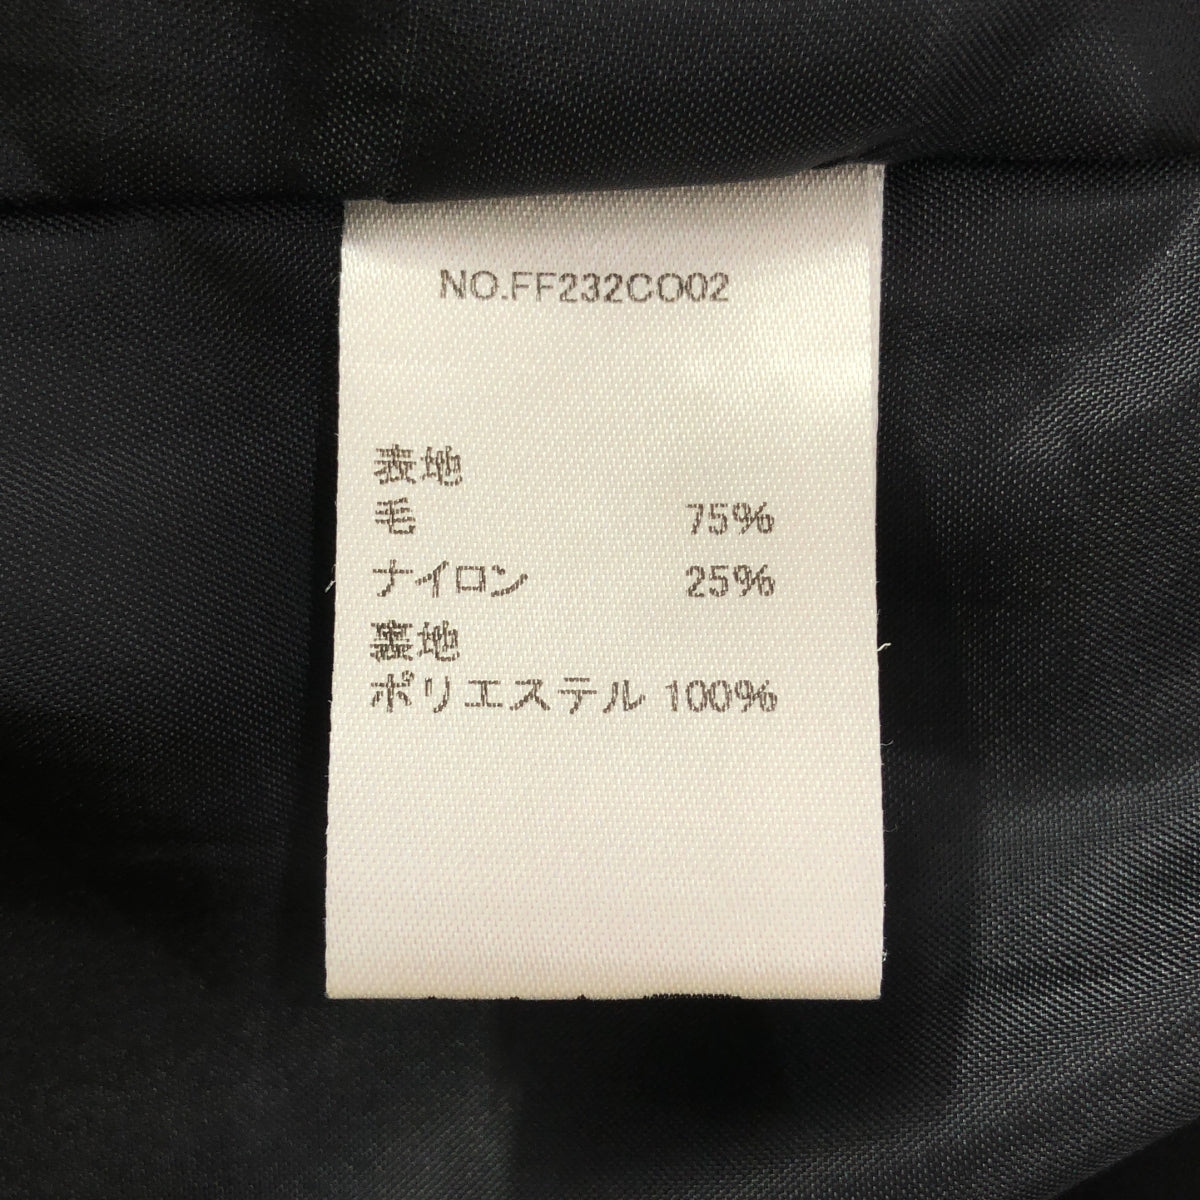 NO.FF232CO02
表地
毛 75%
ナイロン 25%
裏地
ポリエステル 100%